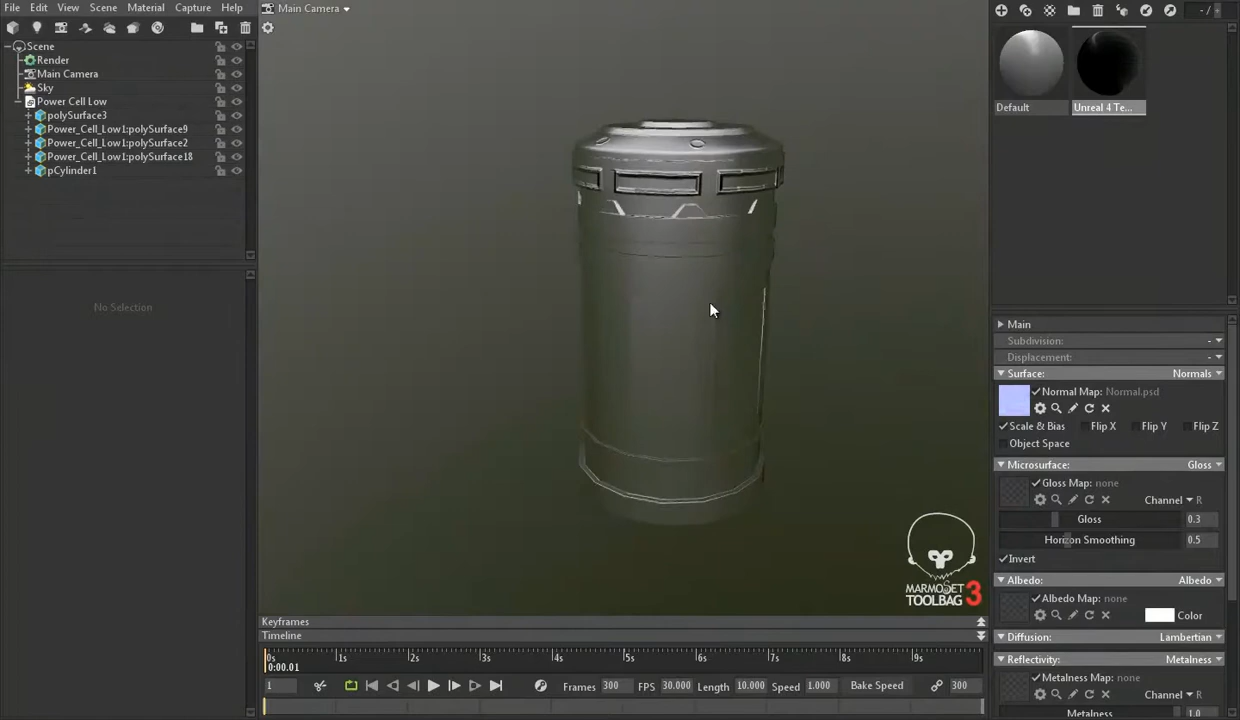 File Edit View Scene Material Capture Help
Main Camera
- / +
Scene
Render
Main Camera
Sky
Power Cell Low
polySurface3
Power_Cell_Low1:polySurface9
Power_Cell_Low1:polySurface2
Power_Cell_Low1:polySurface18
pCylinder1
No Selection
Default
Unreal 4 Te...
Main
Subdivision: -
Displacement: -
Surface: Normals
Normal Map: Normal.psd
Scale & Bias Flip X Flip Y Flip Z
Object Space
Microsurface: Gloss
Gloss Map: none
Channel R
Gloss 0.3
Horizon Smoothing 0.5
Invert
Albedo: Albedo
Albedo Map: none
Color
Diffusion: Lambertian
Reflectivity: Metalness
Metalness Map: none
Channel R
Metalness 1.0
MARMOSET
TOOLBAG 3
Keyframes
Timeline
0s 1s 2s 3s 4s 5s 6s 7s 8s 9s
0:00.01
1 Frames 300 FPS 30.000 Length 10.000 Speed 1.000 Bake Speed 300